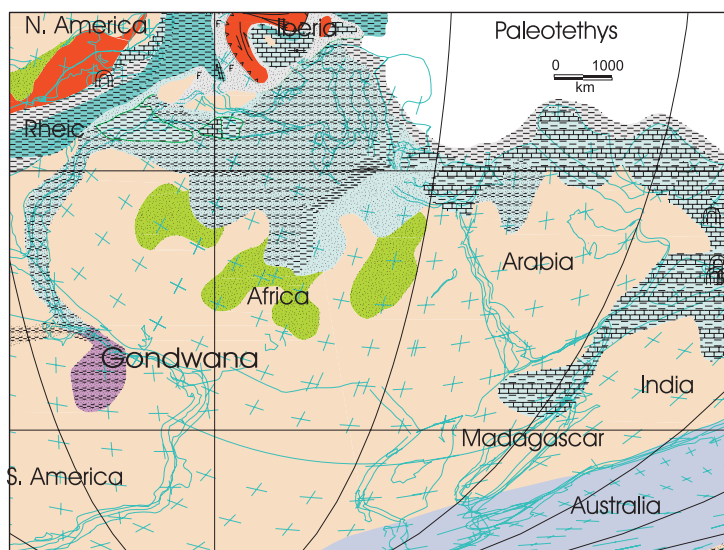 N. America
Iberia
Paleotethys
0 1000
km
F
F
F
Rheic
Arabia
Africa
Gondwana
India
Madagascar
S. America
Australia